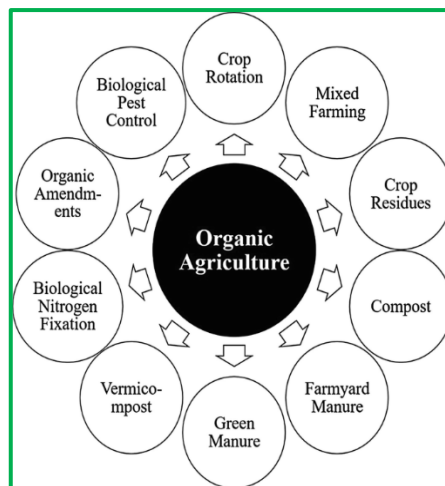 Crop
Rotation
Mixed
Farming
Crop
Residues
Compost
Farmyard
Manure
Green
Manure
Vermico-
mpost
Biological
Nitrogen
Fixation
Organic
Amendm-
ents
Biological
Pest
Control
Organic
Agriculture